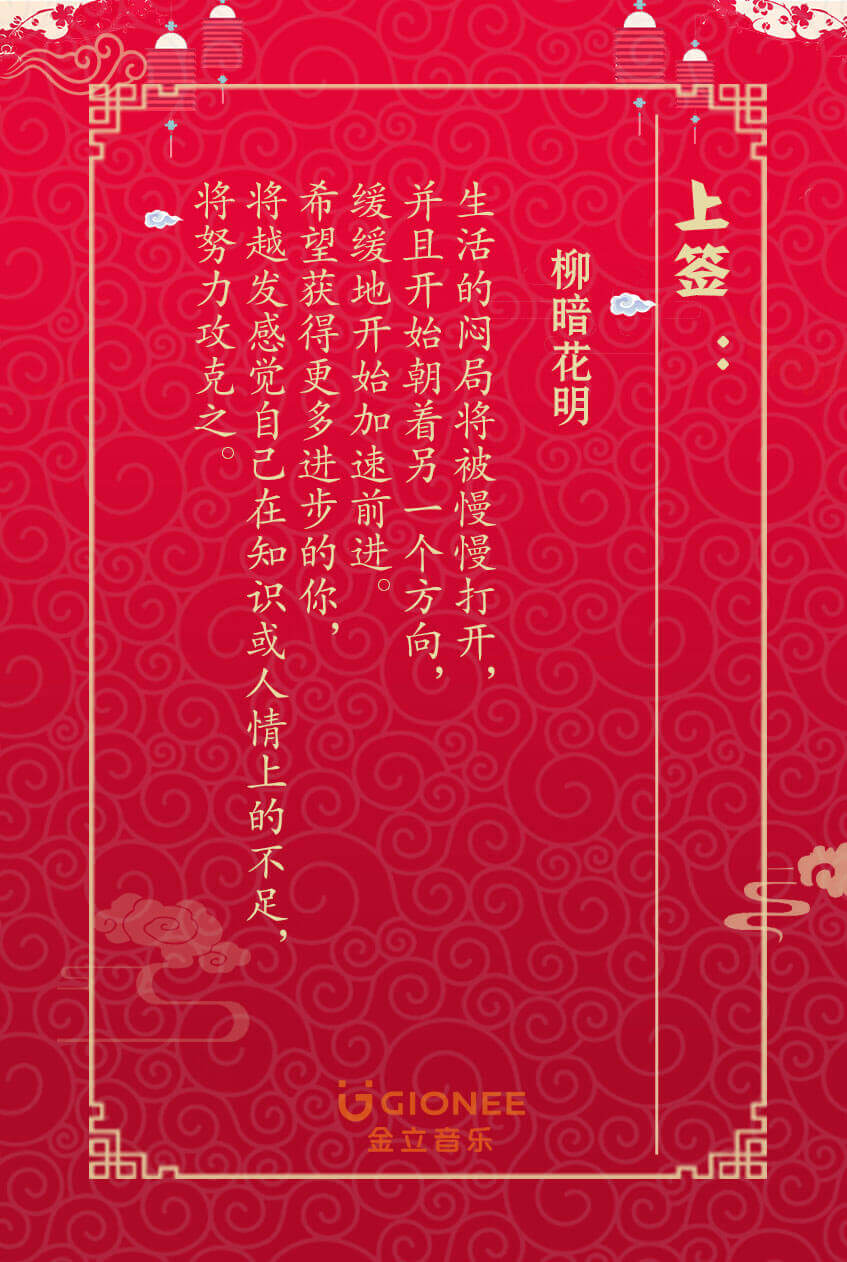 上签：
柳暗花明
生活的闷局将被慢慢打开，
并且开始朝着另一个方向，
缓缓地开始加速前进。
希望获得更多进步的你，
将越发感觉自己在知识或人情上的不足，
将努力攻克之。
GIONEE
金立音乐